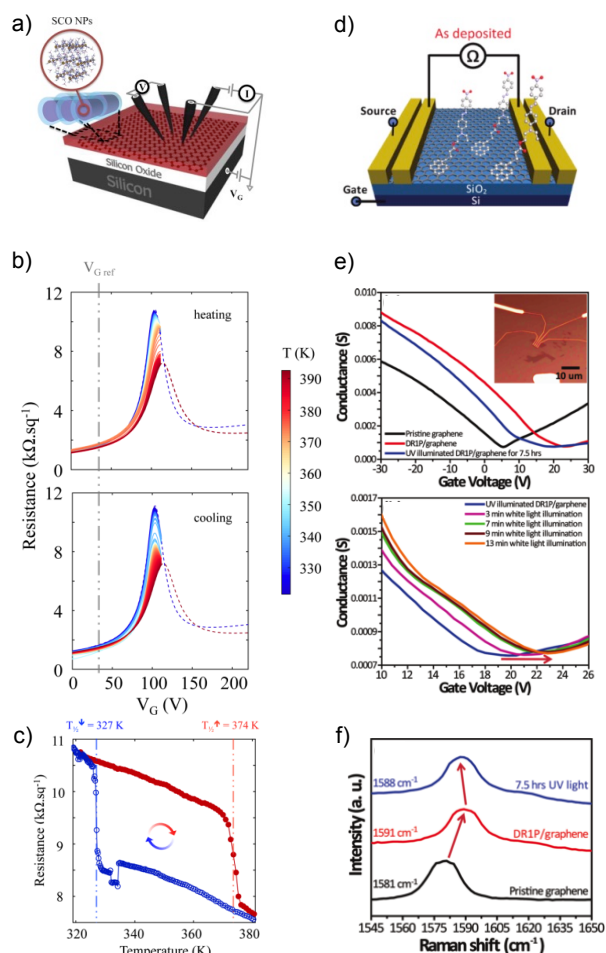 a)
SCO NPs
V
I
Silicon Oxide
Silicon
V_G
d)
As deposited
Ω
Source
Drain
Gate
SiO₂
Si
b)
V_G ref
12
heating
8
4
0
12
cooling
8
4
0
0 50 100 150 200
Resistance (kΩ.sq⁻¹)
V_G (V)
T (K)
390
380
370
360
350
340
330
e)
0.010
0.008
0.006
0.004
0.002
0.000
Conductance (S)
10 um
Pristine graphene
DR1P/graphene
UV illuminated DR1P/graphene for 7.5 hrs
-30 -20 -10 0 10 20 30
Gate Voltage (V)
0.0017
0.0015
0.0013
0.0011
0.0009
0.0007
Conductance (S)
UV illuminated DR1P/garphene
3 min white light illumination
7 min white light illumination
9 min white light illumination
13 min white light illumination
10 12 14 16 18 20 22 24 26
Gate Voltage (V)
c)
T½↓ = 327 K
T½↑ = 374 K
11
10
9
8
Resistance (kΩ.sq⁻¹)
320 340 360 380
Temperature (K)
f)
Intensity (a. u.)
1588 cm⁻¹
7.5 hrs UV light
1591 cm⁻¹
DR1P/graphene
1581 cm⁻¹
Pristine graphene
1545 1560 1575 1590 1605 1620 1635 1650
Raman shift (cm⁻¹)